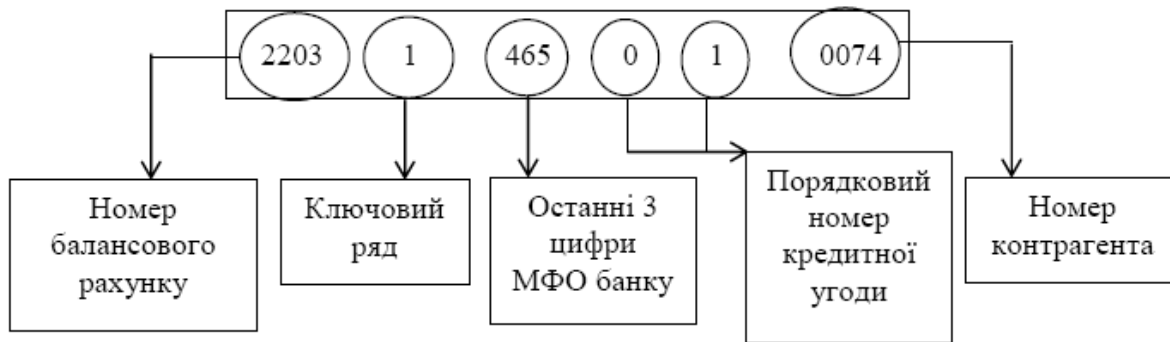 2203 1 465 0 1 0074
Номер
балансового
рахунку
Ключовий
ряд
Останні 3
цифри
МФО банку
Порядковий
номер
кредитної
угоди
Номер
контрагента